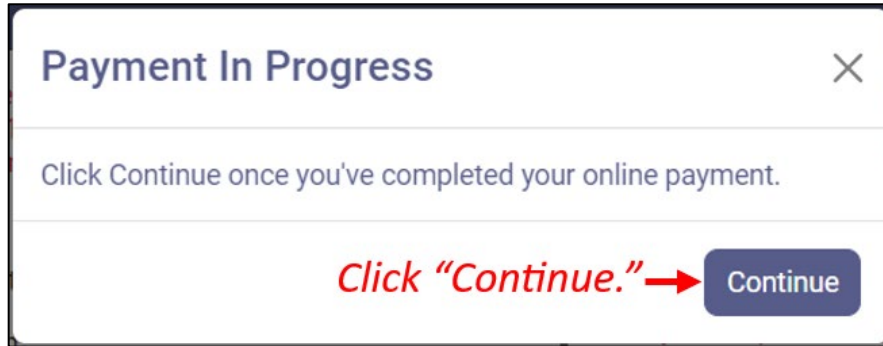 Payment In Progress
Click Continue once you've completed your online payment.
Click “Continue.” Continue